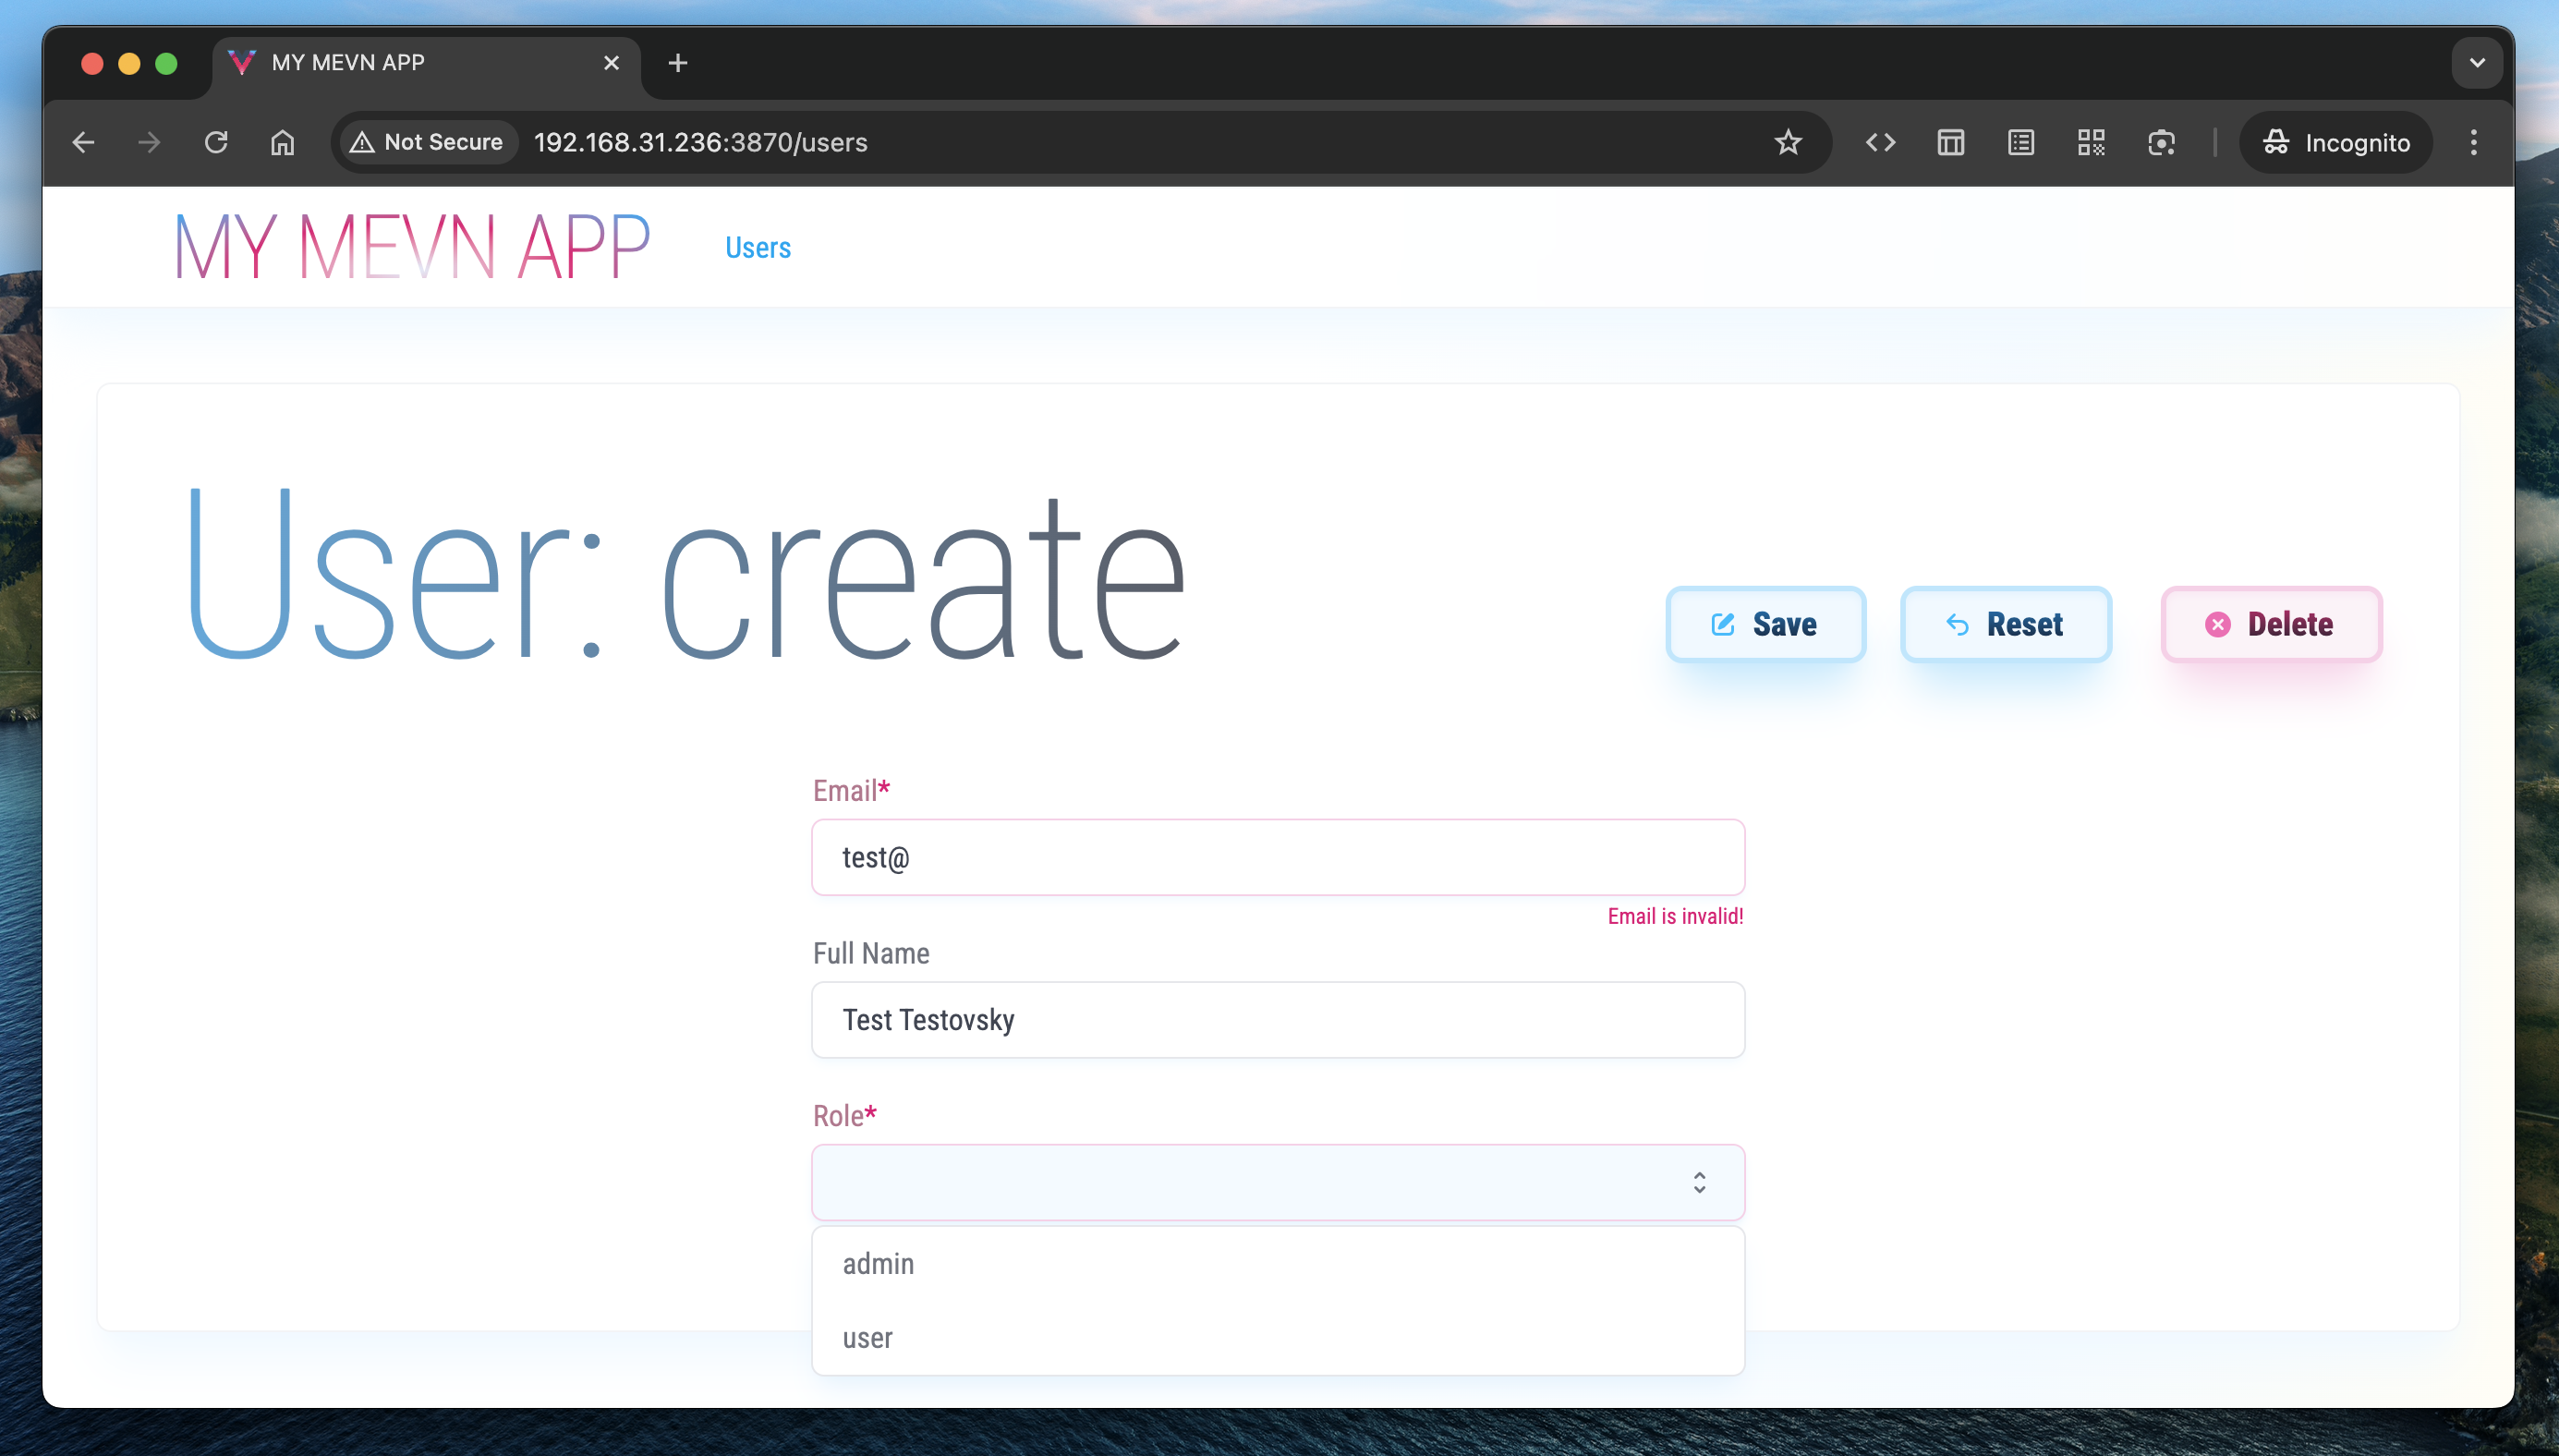 MY MEVN APP
Not Secure
192.168.31.236:3870/users
Incognito
MY MEVN APP
Users
User: create
Save
Reset
Delete
Email*
test@
Email is invalid!
Full Name
Test Testovsky
Role*
admin
user